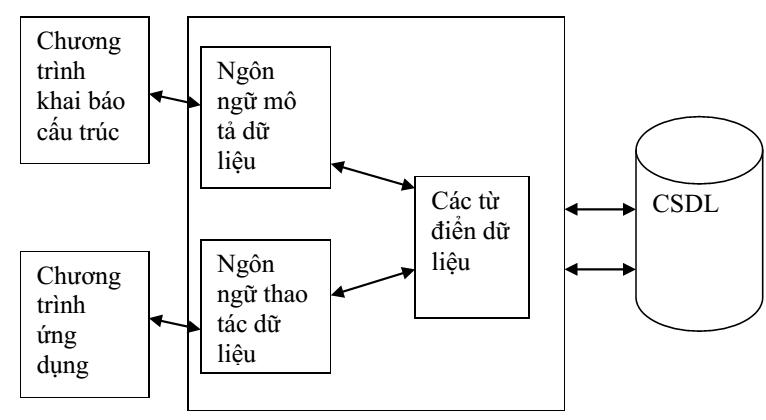 Chương
trình
khai báo
cấu trúc
Ngôn
ngữ mô
tả dữ
liệu
Các từ
điển dữ
liệu
CSDL
Chương
trình
ứng
dụng
Ngôn
ngữ thao
tác dữ
liệu